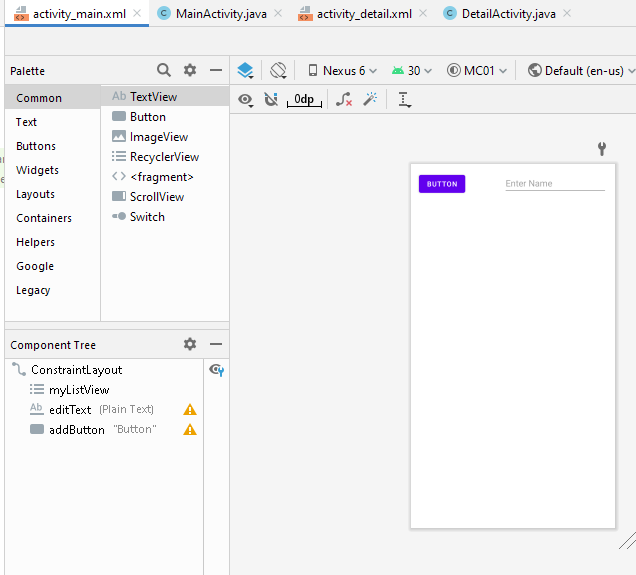 activity_main.xml MainActivity.java activity_detail.xml DetailActivity.java
Palette
Nexus 6 30 MC01 Default (en-us)
Common
Text
Buttons
Widgets
Layouts
Containers
Helpers
Google
Legacy
Ab TextView
Button
ImageView
RecyclerView
<fragment>
ScrollView
Switch
0dp
BUTTON
Enter Name
Component Tree
ConstraintLayout
myListView
Ab editText (Plain Text)
addButton "Button"